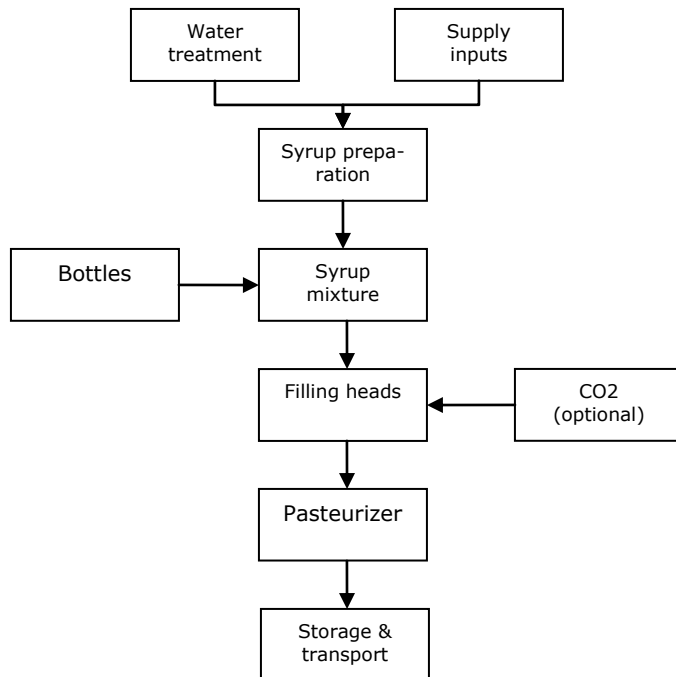 Water
treatment
Supply
inputs
Syrup prepa-
ration
Bottles
Syrup
mixture
Filling heads
CO2
(optional)
Pasteurizer
Storage &
transport